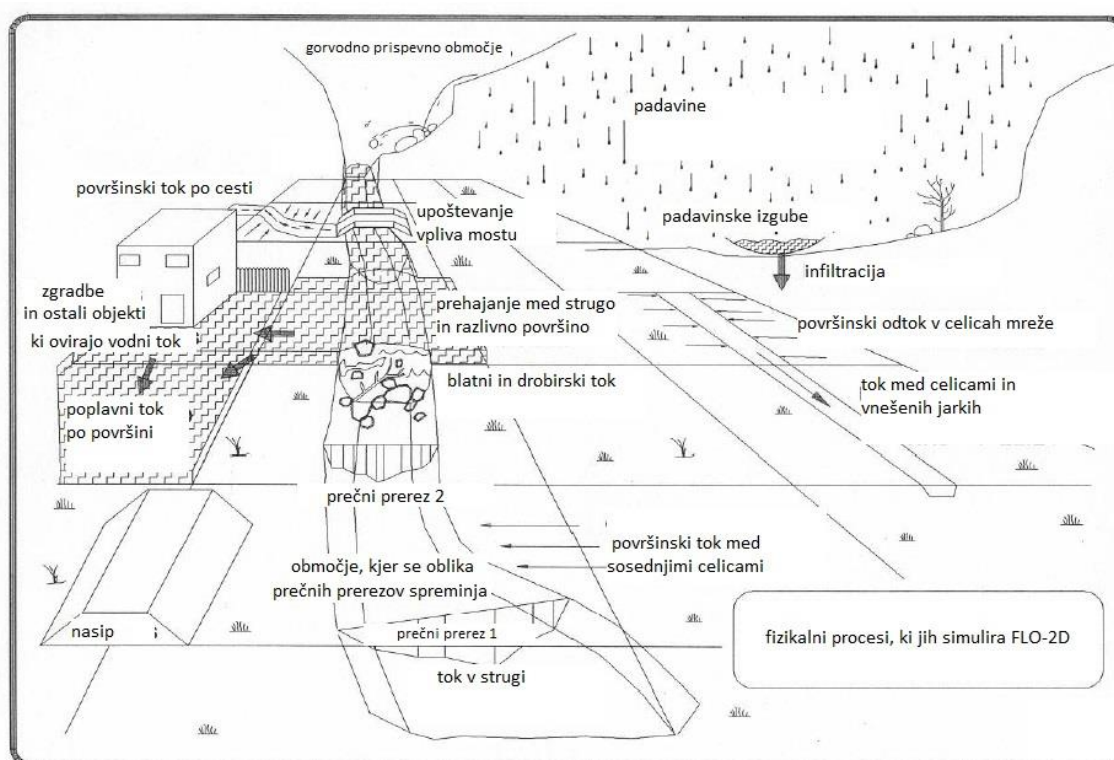 gorvodno prispevno območje
padavine
površinski tok po cesti
upoštevanje
vpliva mostu
padavinske izgube
infiltracija
zgradbe
in ostali objekti
ki ovirajo vodni tok
prehajanje med strugo
in razlivno površino
površinski odtok v celicah mreže
blatni in drobirski tok
tok med celicami in
vnešenih jarkih
poplavni tok
po površini
prečni prerez 2
površinski tok med
sosednjimi celicami
območje, kjer se oblika
prečnih prerezov spreminja
nasip
prečni prerez 1
tok v strugi
fizikalni procesi, ki jih simulira FLO-2D